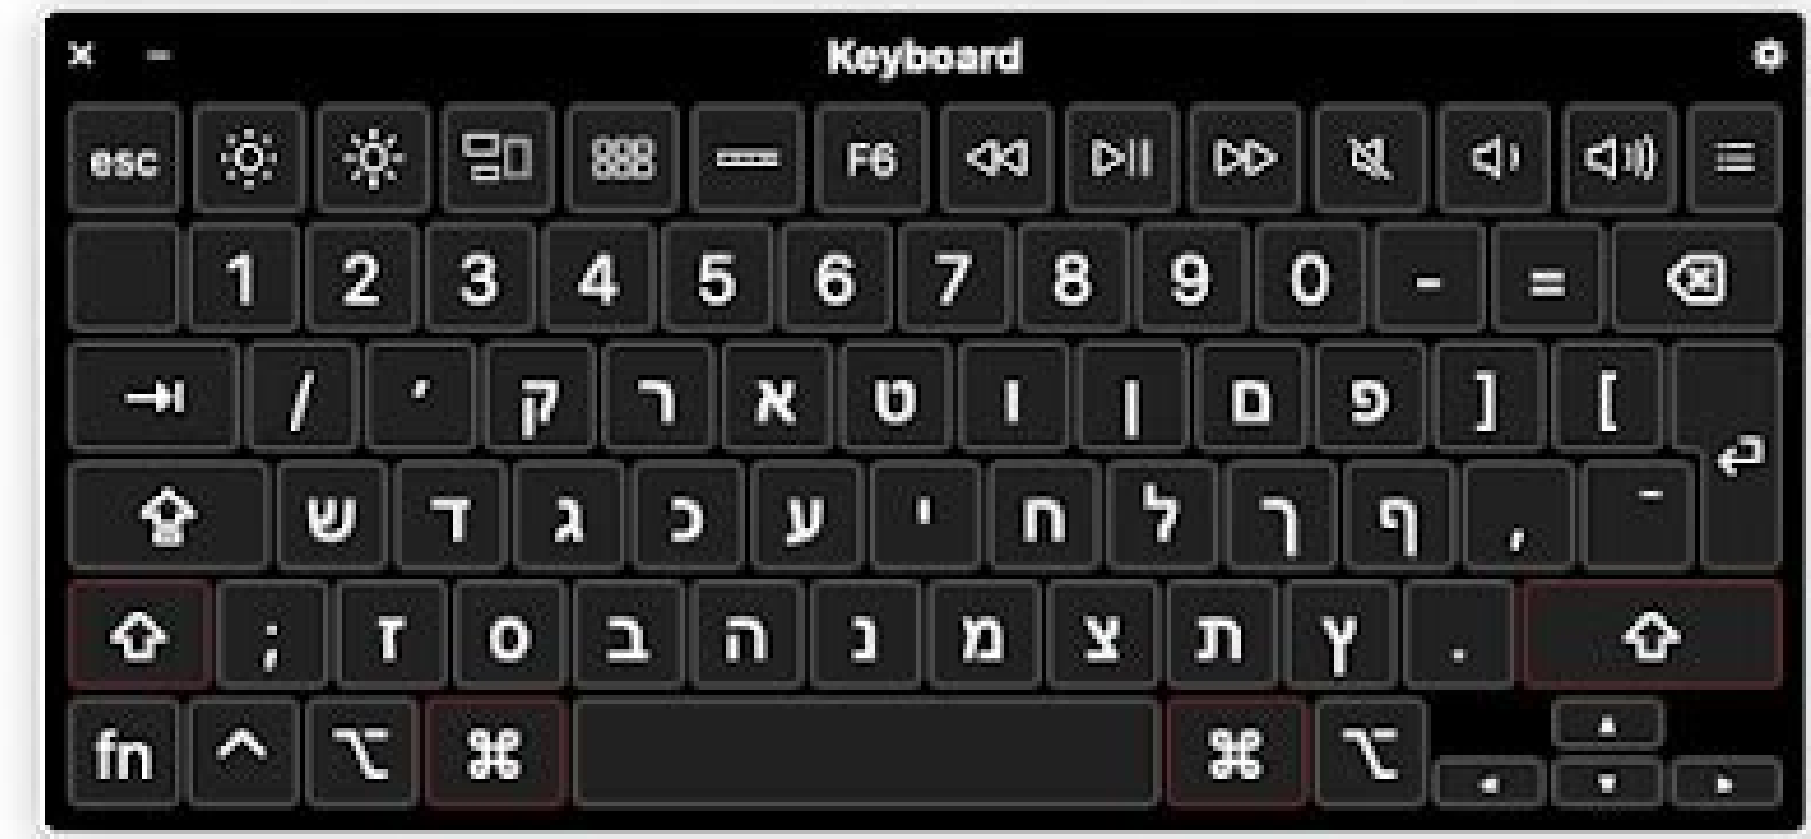 Keyboard
esc F6
1 2 3 4 5 6 7 8 9 0 - =
/ ׳ ק ר א ט ו ן ם פ ] [
ש ד ג כ ע י ח ל ך ף , ־
; ז ס ב ה נ מ צ ת ץ .
fn